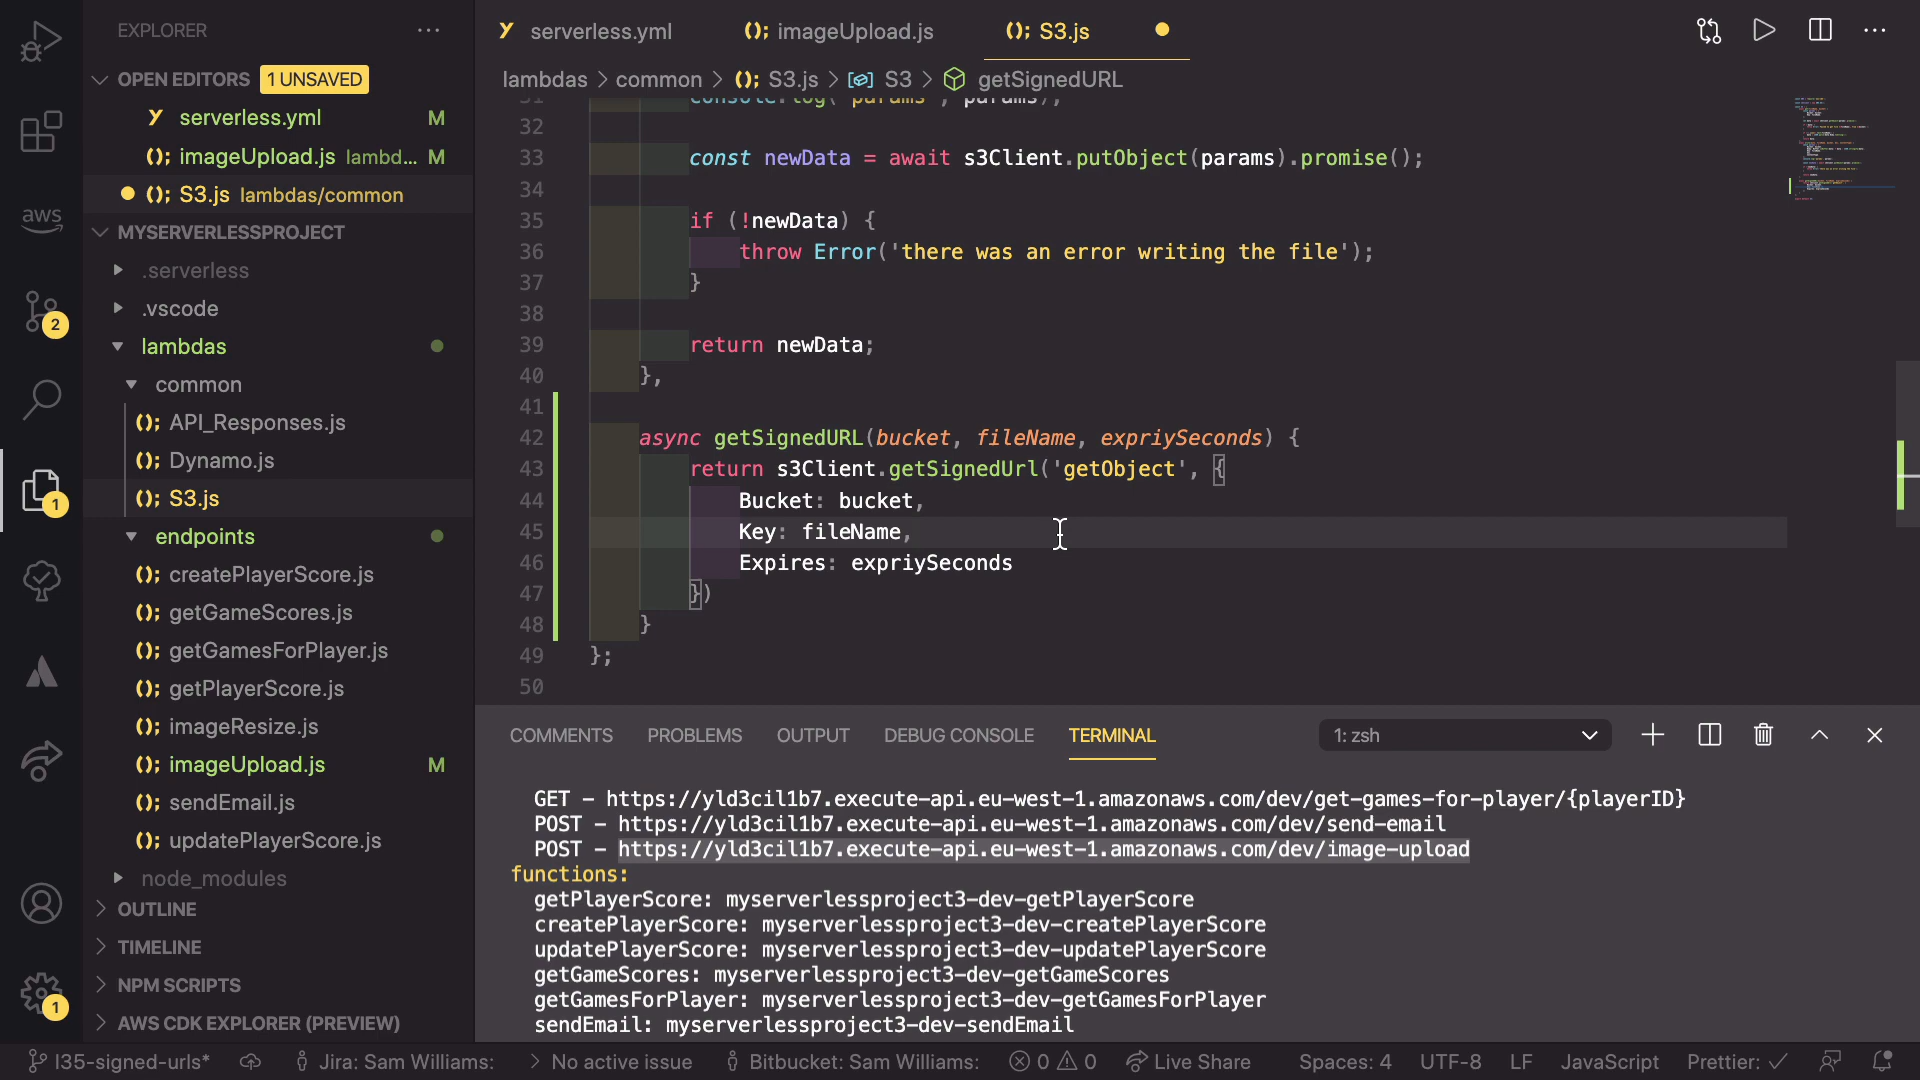 EXPLORER
OPEN EDITORS 1 UNSAVED
serverless.yml M
(); imageUpload.js lambd... M
(); S3.js lambdas/common
MYSERVERLESSPROJECT
.serverless
.vscode
lambdas
common
(); API_Responses.js
(); Dynamo.js
(); S3.js
endpoints
(); createPlayerScore.js
(); getGameScores.js
(); getGamesForPlayer.js
(); getPlayerScore.js
(); imageResize.js
(); imageUpload.js M
(); sendEmail.js
(); updatePlayerScore.js
node_modules
OUTLINE
TIMELINE
NPM SCRIPTS
AWS CDK EXPLORER (PREVIEW)
aws
2
1
1
serverless.yml (); imageUpload.js (); S3.js
lambdas > common > (); S3.js > S3 > getSignedURL
31 console.log('params', params);
32
33 const newData = await s3Client.putObject(params).promise();
34
35 if (!newData) {
36 throw Error('there was an error writing the file');
37 }
38
39 return newData;
40 },
41
42 async getSignedURL(bucket, fileName, expriySeconds) {
43 return s3Client.getSignedUrl('getObject', {
44 Bucket: bucket,
45 Key: fileName,
46 Expires: expriySeconds
47 })
48 }
49 };
50
COMMENTS PROBLEMS OUTPUT DEBUG CONSOLE TERMINAL 1: zsh
GET - https://yld3cil1b7.execute-api.eu-west-1.amazonaws.com/dev/get-games-for-player/{playerID}
POST - https://yld3cil1b7.execute-api.eu-west-1.amazonaws.com/dev/send-email
POST - https://yld3cil1b7.execute-api.eu-west-1.amazonaws.com/dev/image-upload
functions:
getPlayerScore: myserverlessproject3-dev-getPlayerScore
createPlayerScore: myserverlessproject3-dev-createPlayerScore
updatePlayerScore: myserverlessproject3-dev-updatePlayerScore
getGameScores: myserverlessproject3-dev-getGameScores
getGamesForPlayer: myserverlessproject3-dev-getGamesForPlayer
sendEmail: myserverlessproject3-dev-sendEmail
l35-signed-urls* Jira: Sam Williams: > No active issue Bitbucket: Sam Williams: 0 0 Live Share Spaces: 4 UTF-8 LF JavaScript Prettier: ✓